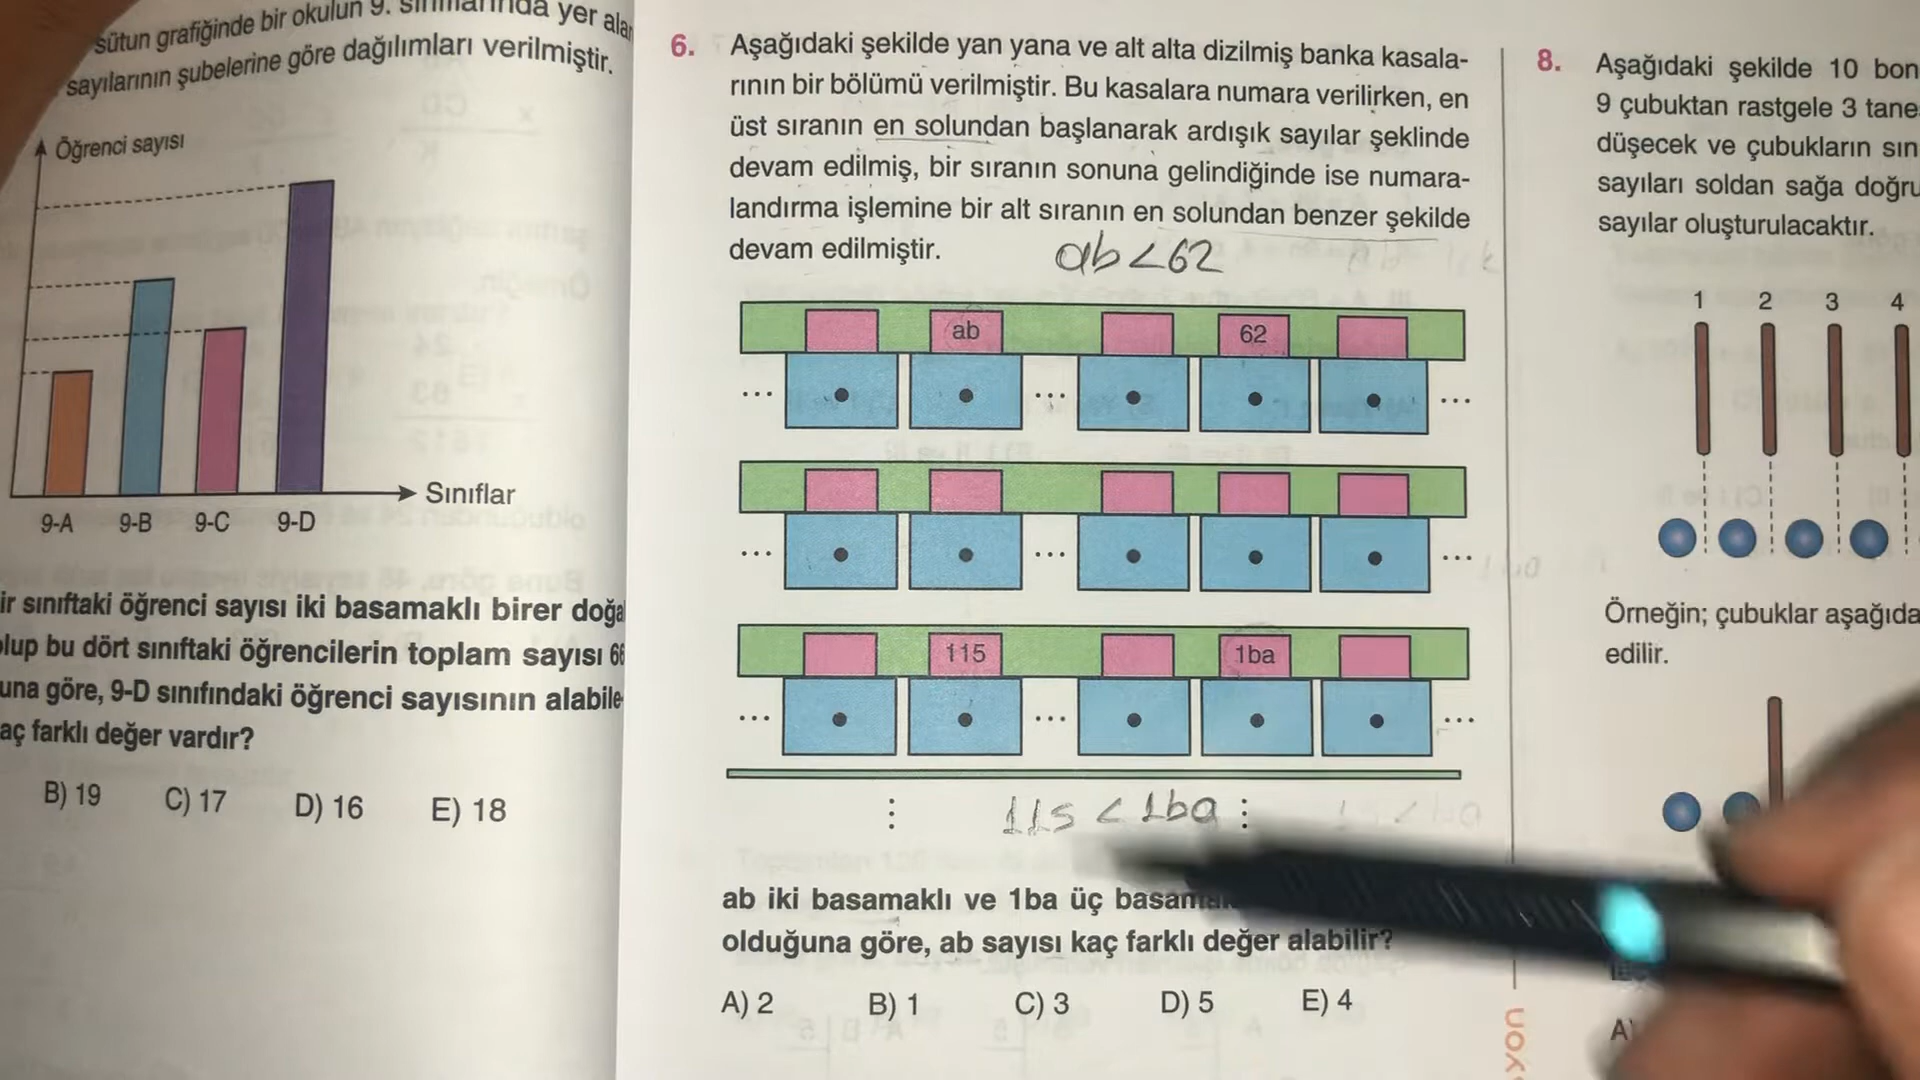 sütun grafiğinde bir okulun 9. sınıflarında yer alan
sayılarının şubelerine göre dağılımları verilmiştir.
Öğrenci sayısı
Sınıflar
9-A 9-B 9-C 9-D
ir sınıftaki öğrenci sayısı iki basamaklı birer doğa
olup bu dört sınıftaki öğrencilerin toplam sayısı 66
una göre, 9-D sınıfındaki öğrenci sayısının alabile
aç farklı değer vardır?
B) 19 C) 17 D) 16 E) 18
6. Aşağıdaki şekilde yan yana ve alt alta dizilmiş banka kasala-
rının bir bölümü verilmiştir. Bu kasalara numara verilirken, en
üst sıranın en solundan başlanarak ardışık sayılar şeklinde
devam edilmiş, bir sıranın sonuna gelindiğinde ise numara-
landırma işlemine bir alt sıranın en solundan benzer şekilde
devam edilmiştir.
ab<62
ab 62
... ... ...
... ... ...
115 1ba
... ... ...
115 < 1ba
ab iki basamaklı ve 1ba üç
olduğuna göre, ab sayısı kaç farklı değer alabilir?
A) 2 B) 1 C) 3 D) 5 E) 4
8. Aşağıdaki şekilde 10 bon
9 çubuktan rastgele 3 tane
düşecek ve çubukların sın
sayıları soldan sağa doğru
sayılar oluşturulacaktır.
1 2 3 4
Örneğin; çubuklar aşağıda
edilir.